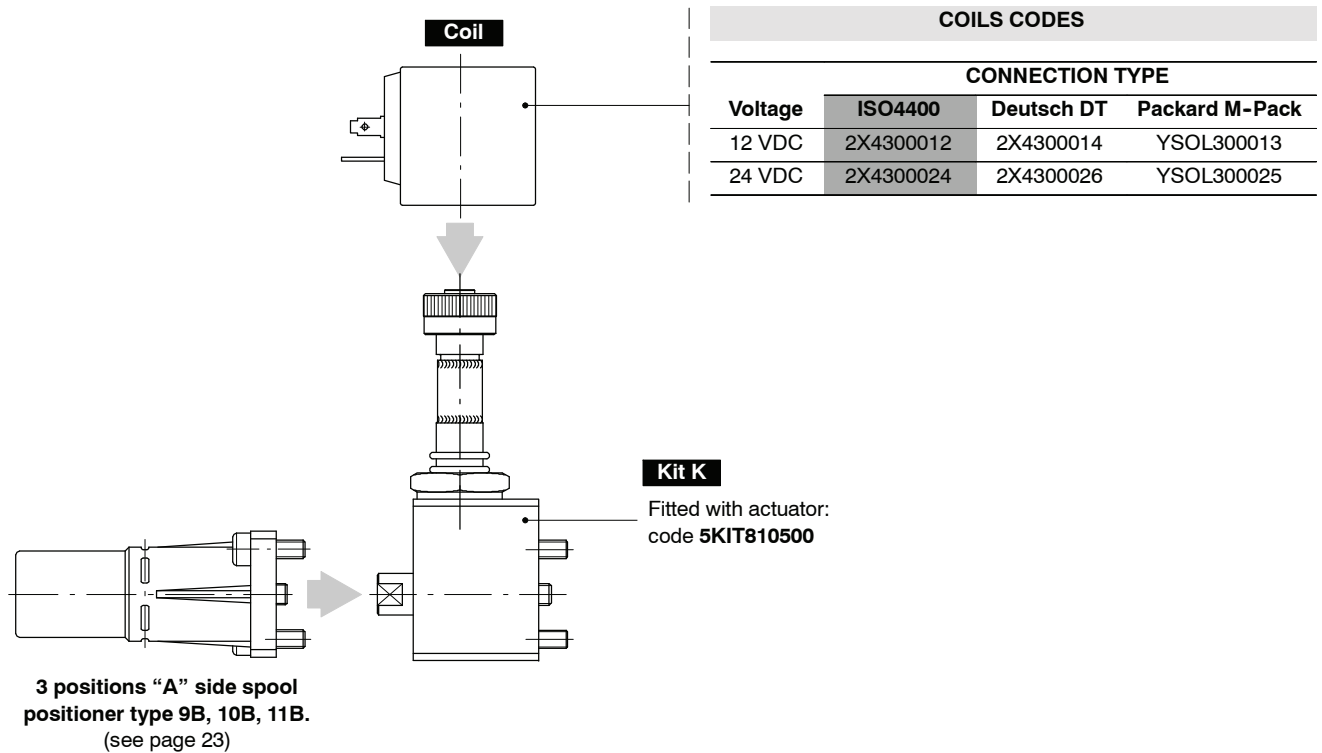 Coil
COILS CODES
CONNECTION TYPE
Voltage ISO4400 Deutsch DT Packard M-Pack
12 VDC 2X4300012 2X4300014 YSOL300013
24 VDC 2X4300024 2X4300026 YSOL300025
Kit K
Fitted with actuator:
code 5KIT810500
3 positions “A” side spool
positioner type 9B, 10B, 11B.
(see page 23)